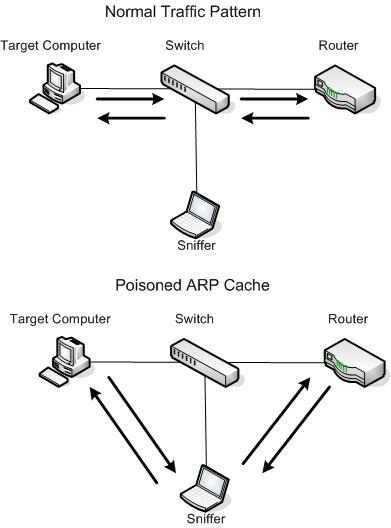 Normal Traffic Pattern
Target Computer Switch Router
Sniffer
Poisoned ARP Cache
Target Computer Switch Router
Sniffer